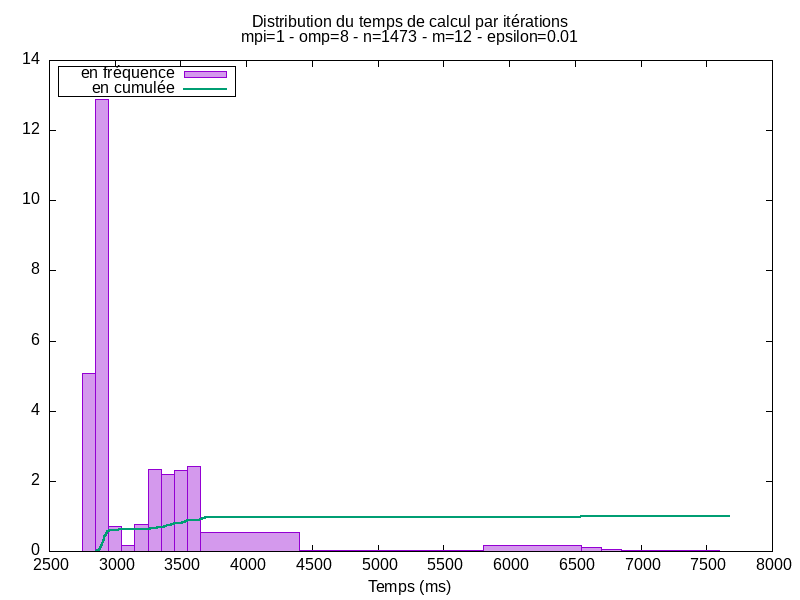 Distribution du temps de calcul par itérations
mpi=1 - omp=8 - n=1473 - m=12 - epsilon=0.01
14
12
10
8
6
4
2
0
en fréquence
en cumulée
2500 3000 3500 4000 4500 5000 5500 6000 6500 7000 7500 8000
Temps (ms)